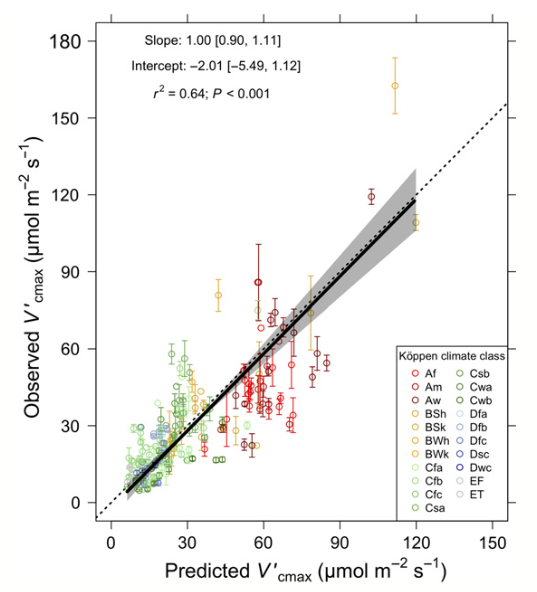 Slope: 1.00 [0.90, 1.11]
Intercept: –2.01 [–5.49, 1.12]
r² = 0.64; P < 0.001
180
150
120
90
60
30
0
Observed V′cmax (μmol m⁻² s⁻¹)
Köppen climate class
Af Csb
Am Cwa
Aw Cwb
BSh Dfa
BSk Dfb
BWh Dfc
BWk Dsc
Cfa Dwc
Cfb EF
Cfc ET
Csa
0 30 60 90 120 150
Predicted V′cmax (μmol m⁻² s⁻¹)